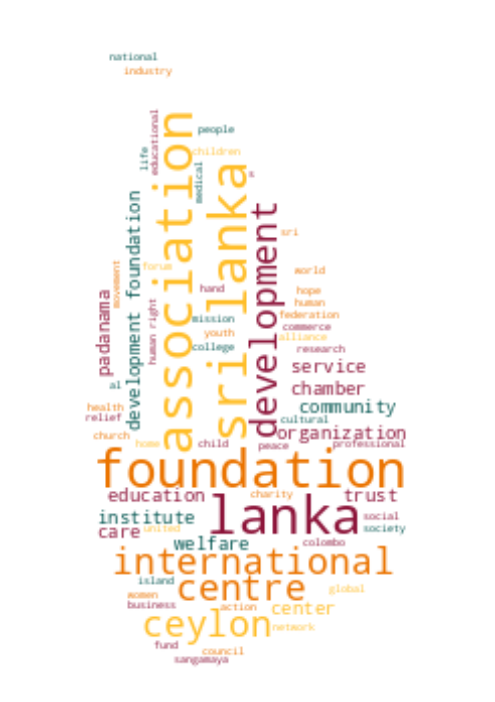 national
industry
association
educational
people
life
children
medical
s
sri lanka
development foundation
development
sri
forum
movement
world
hand
hope
human
padanama
human right
federation
mission
commerce
youth
alliance
college
research
service
al
chamber
health
community
relief
cultural
organization
church
home
child
peace
professional
foundation
education
charity
trust
lanka
institute
social
care
united
society
welfare
colombo
international
island
centre
global
women
business
action
center
ceylon
network
fund
council
sangamaya